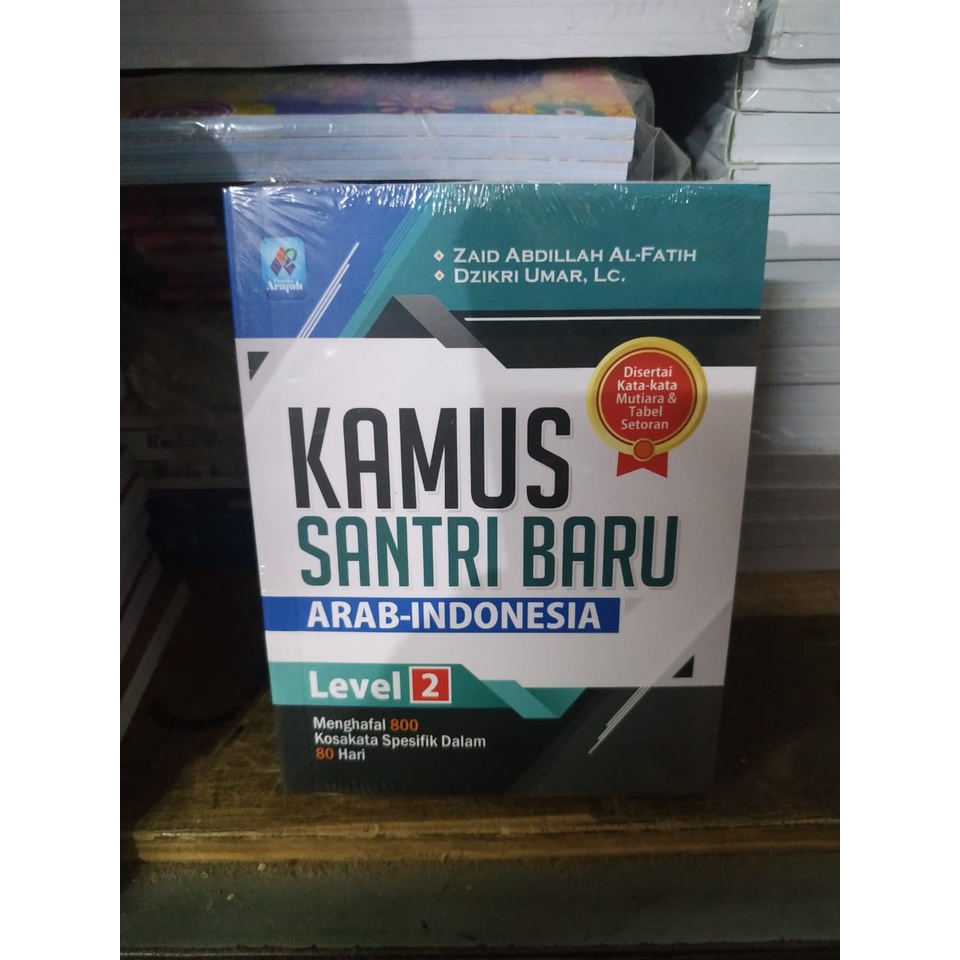 Arafah
ZAID ABDILLAH AL-FATIH
DZIKRI UMAR, LC.
Disertai
Kata-kata
Mutiara &
Tabel
Setoran
KAMUS
SANTRI BARU
ARAB-INDONESIA
Level 2
Menghafal 800
Kosakata Spesifik Dalam
80 Hari